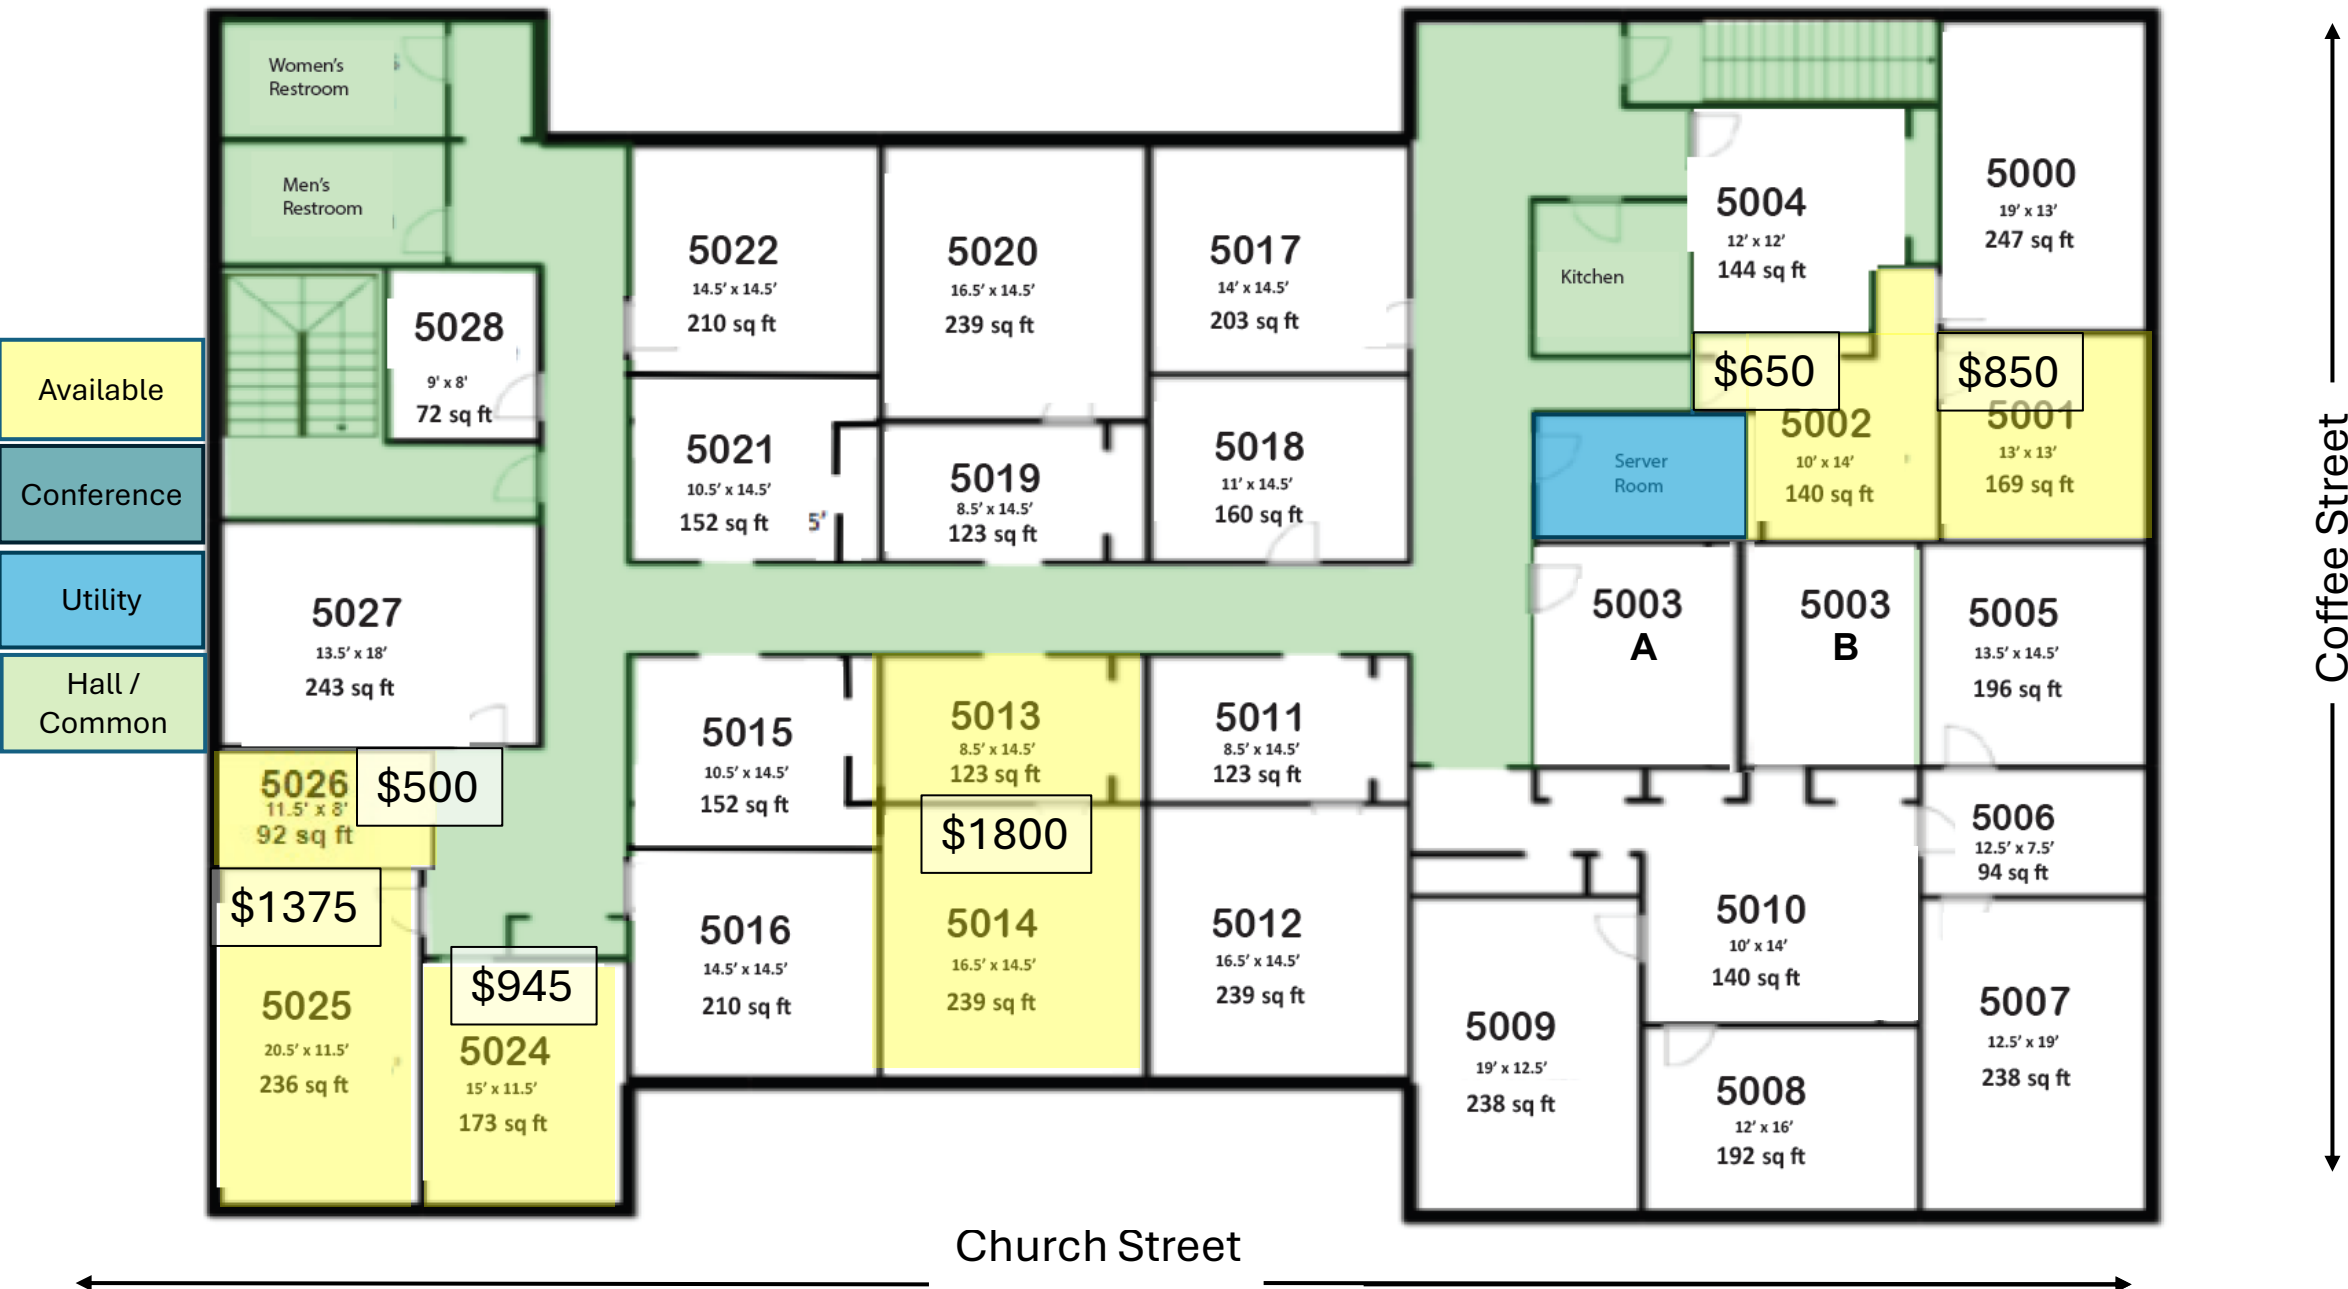 Women's
Restroom
Men's
Restroom
5028
9' x 8'
72 sq ft
5022
14.5' x 14.5'
210 sq ft
5020
16.5' x 14.5'
239 sq ft
5017
14' x 14.5'
203 sq ft
Kitchen
5004
12' x 12'
144 sq ft
5000
19' x 13'
247 sq ft
Available
Conference
Utility
Hall /
Common
5021
10.5' x 14.5'
152 sq ft
5'
5019
8.5' x 14.5'
123 sq ft
5018
11' x 14.5'
160 sq ft
Server
Room
$650
5002
10' x 14'
140 sq ft
$850
5001
13' x 13'
169 sq ft
Coffee Street
5027
13.5' x 18'
243 sq ft
5003
A
5003
B
5005
13.5' x 14.5'
196 sq ft
5026
11.5' x 8'
92 sq ft
$500
5015
10.5' x 14.5'
152 sq ft
5013
8.5' x 14.5'
123 sq ft
5011
8.5' x 14.5'
123 sq ft
$1800
5006
12.5' x 7.5'
94 sq ft
$1375
5025
20.5' x 11.5'
236 sq ft
$945
5024
15' x 11.5'
173 sq ft
5016
14.5' x 14.5'
210 sq ft
5014
16.5' x 14.5'
239 sq ft
5012
16.5' x 14.5'
239 sq ft
5010
10' x 14'
140 sq ft
5009
19' x 12.5'
238 sq ft
5008
12' x 16'
192 sq ft
5007
12.5' x 19'
238 sq ft
Church Street